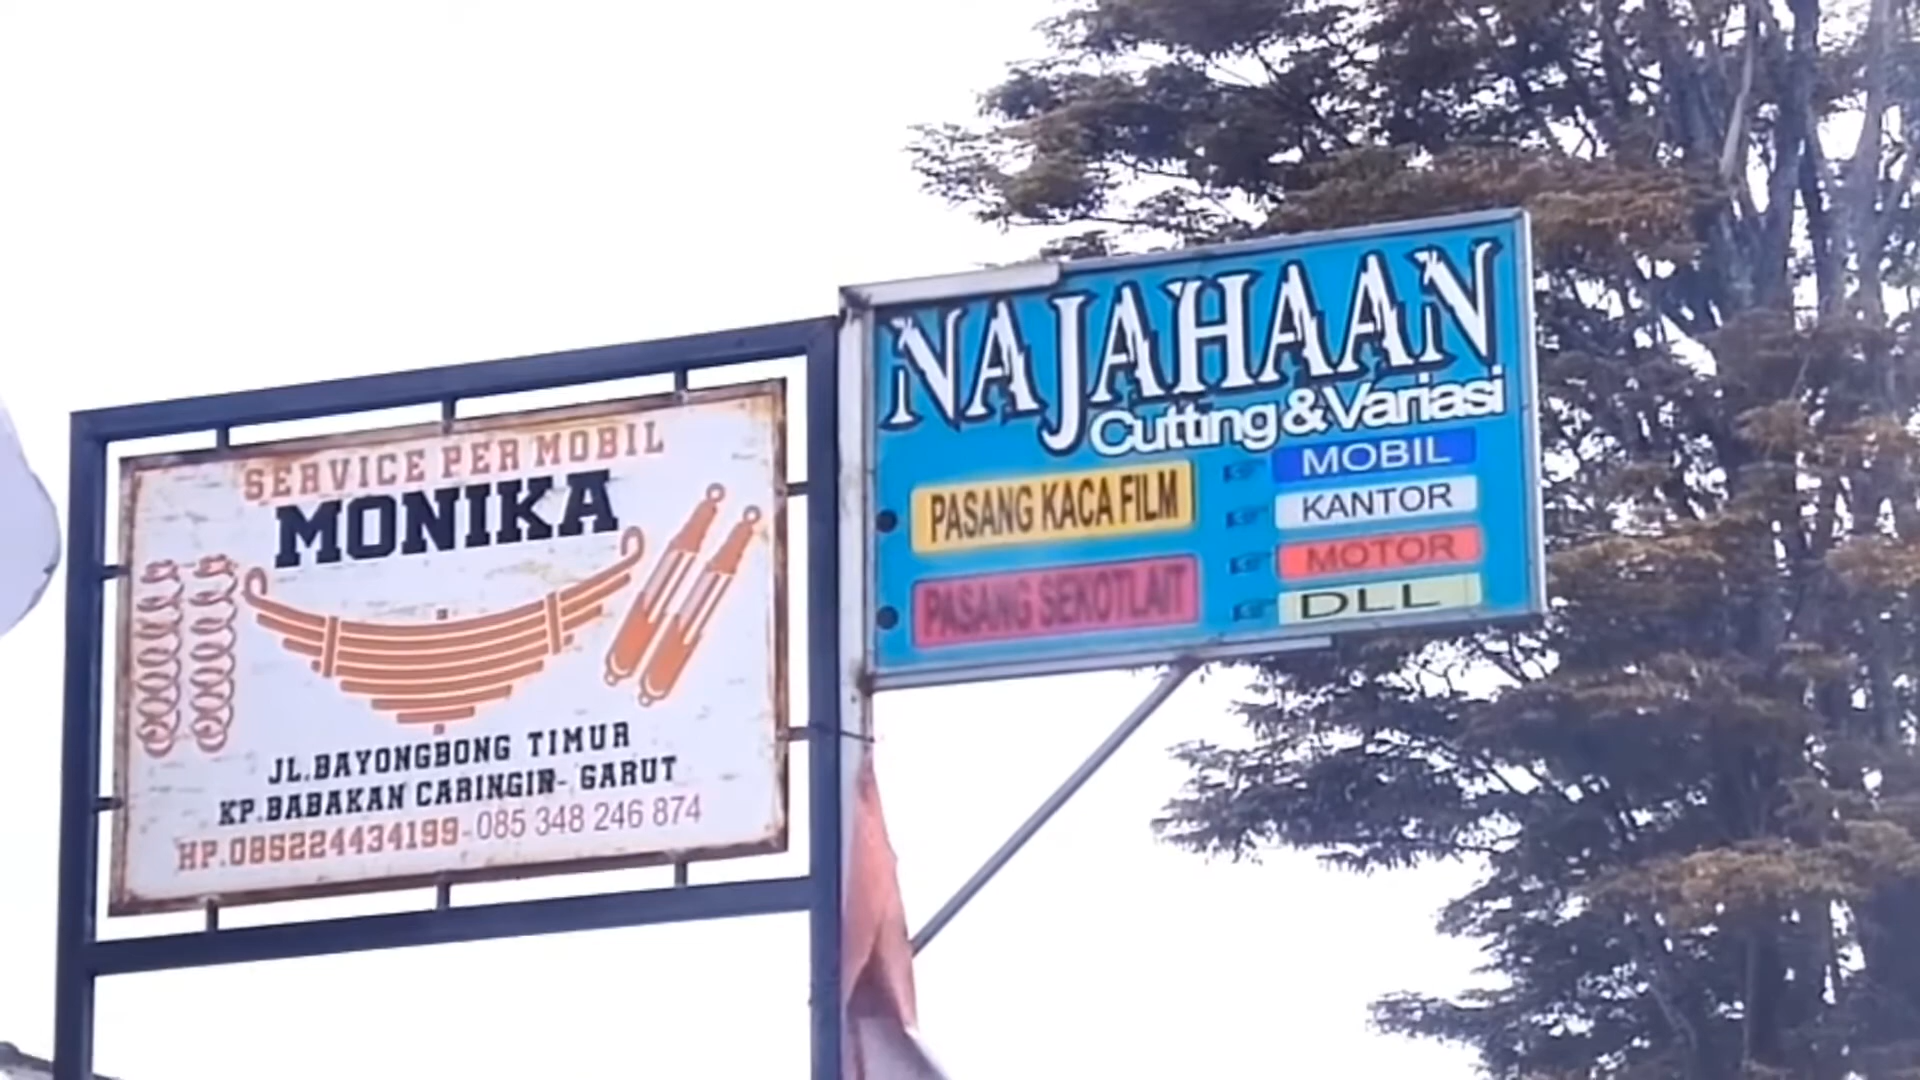 SERVICE PER MOBIL
MONIKA
JL.BAYONGBONG TIMUR
KP.BABAKAN CARINGIN- GARUT
HP.085224434199-085 348 246 874
NAJAHAAN
Cutting & Variasi
PASANG KACA FILM
PASANG SEKOTLAIT
MOBIL
KANTOR
MOTOR
DLL